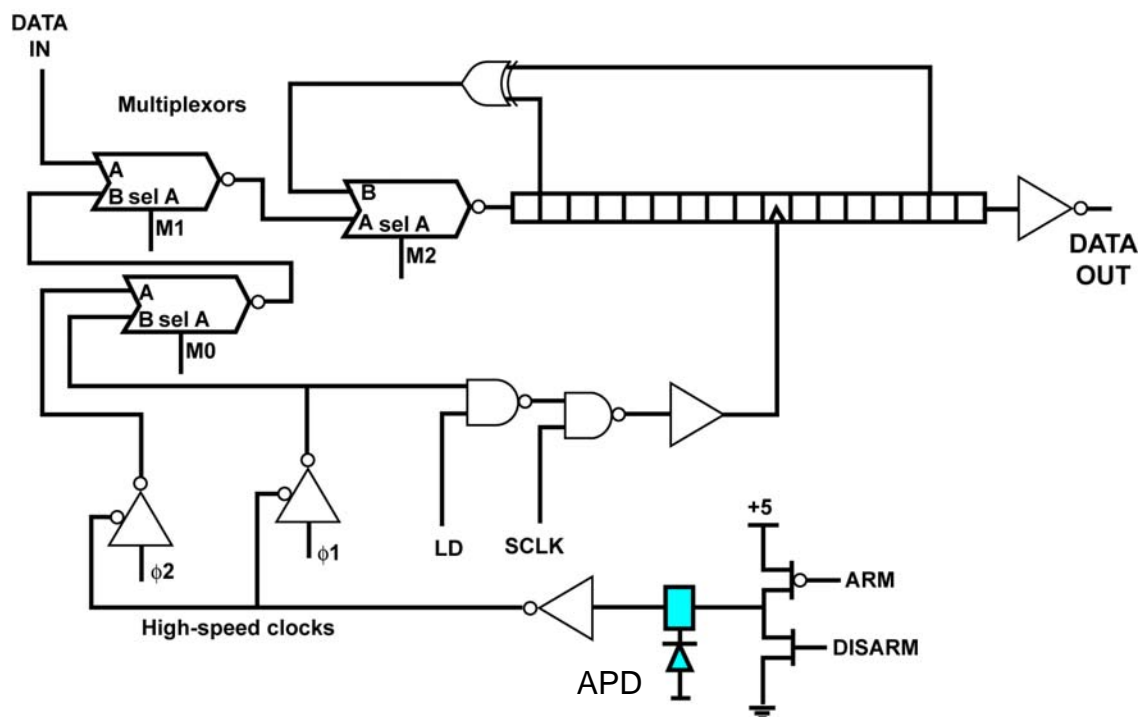 DATA
IN
Multiplexors
A
B sel A
M1
B
A sel A
M2
DATA
OUT
A
B sel A
M0
ϕ2
ϕ1
LD
SCLK
+5
ARM
DISARM
High-speed clocks
APD